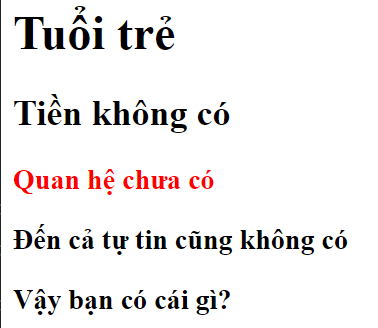 Tuổi trẻ
Tiền không có
Quan hệ chưa có
Đến cả tự tin cũng không có
Vậy bạn có cái gì?